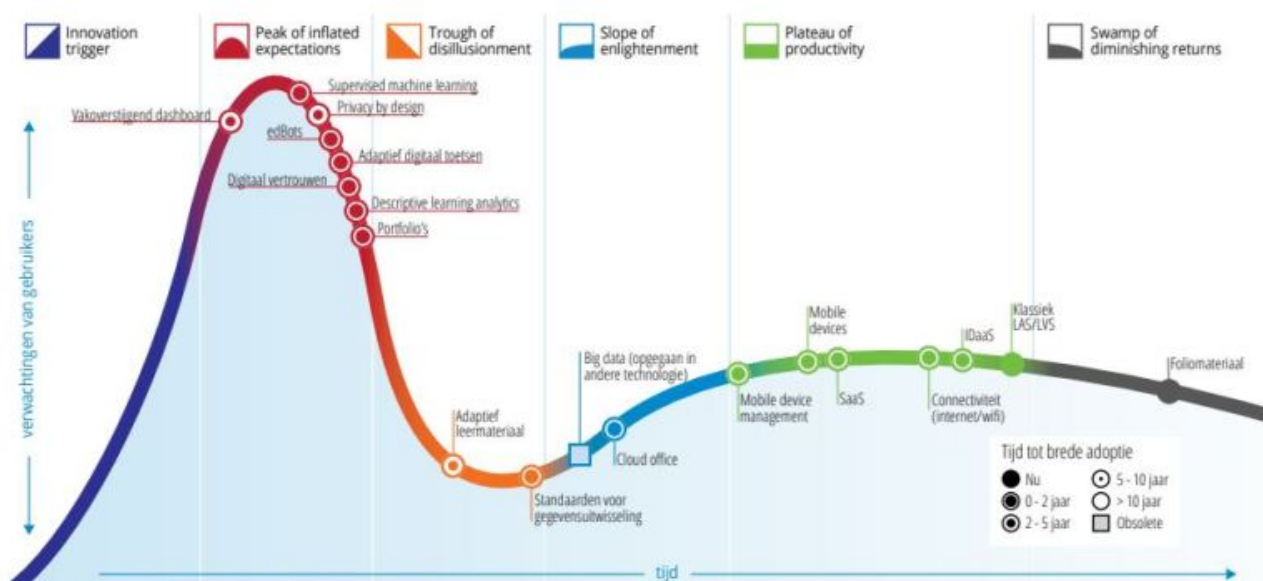 Innovation
trigger
Peak of inflated
expectations
Trough of
disillusionment
Slope of
enlightenment
Plateau of
productivity
Swamp of
diminishing returns
verwachtingen van gebruikers
Vakoverstijgend dashboard
Supervised machine learning
Privacy by design
edBots
Adaptief digitaal toetsen
Digitaal vertrouwen
Descriptive learning analytics
Portfolio's
Adaptief
leermateriaal
Standaarden voor
gegevensuitwisseling
Big data (opgegaan in
andere technologie)
Cloud office
Mobile device
management
Mobile
devices
SaaS
Connectiviteit
(internet/wifi)
IDaaS
Klassiek
LAS/LVS
Foliomateriaal
Tijd tot brede adoptie
Nu
0 - 2 jaar
2 - 5 jaar
5 - 10 jaar
> 10 jaar
Obsolete
tijd